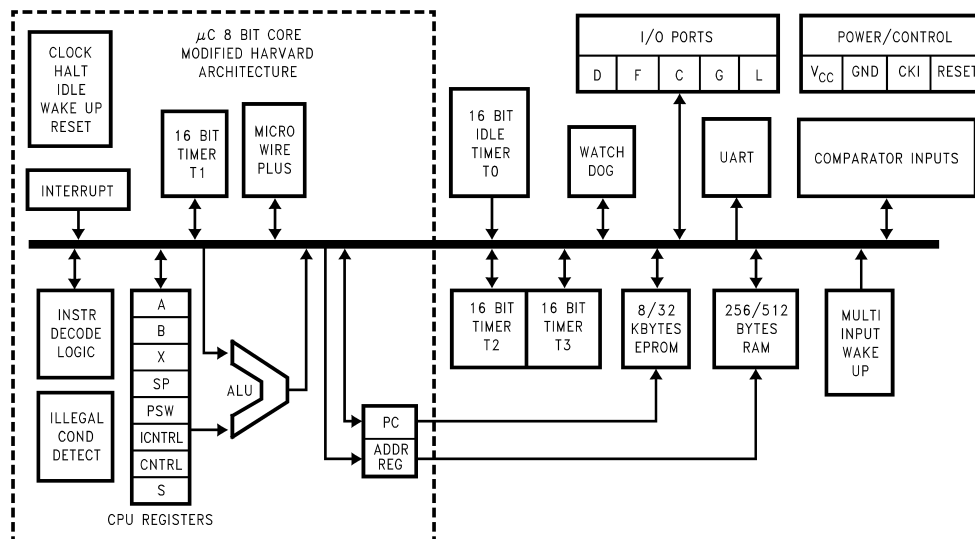 μC 8 BIT CORE
MODIFIED HARVARD
ARCHITECTURE
CLOCK
HALT
IDLE
WAKE UP
RESET
I/O PORTS
D F C G L
POWER/CONTROL
VCC GND CKI RESET
16 BIT
TIMER
T1
MICRO
WIRE
PLUS
16 BIT
IDLE
TIMER
T0
WATCH
DOG
UART
COMPARATOR INPUTS
INTERRUPT
INSTR
DECODE
LOGIC
A
B
X
SP
PSW
ICNTRL
CNTRL
S
CPU REGISTERS
ALU
ILLEGAL
COND
DETECT
PC
ADDR
REG
16 BIT
TIMER
T2
16 BIT
TIMER
T3
8/32
KBYTES
EPROM
256/512
BYTES
RAM
MULTI
INPUT
WAKE
UP